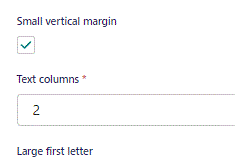 Small vertical margin
Text columns *
2
Large first letter